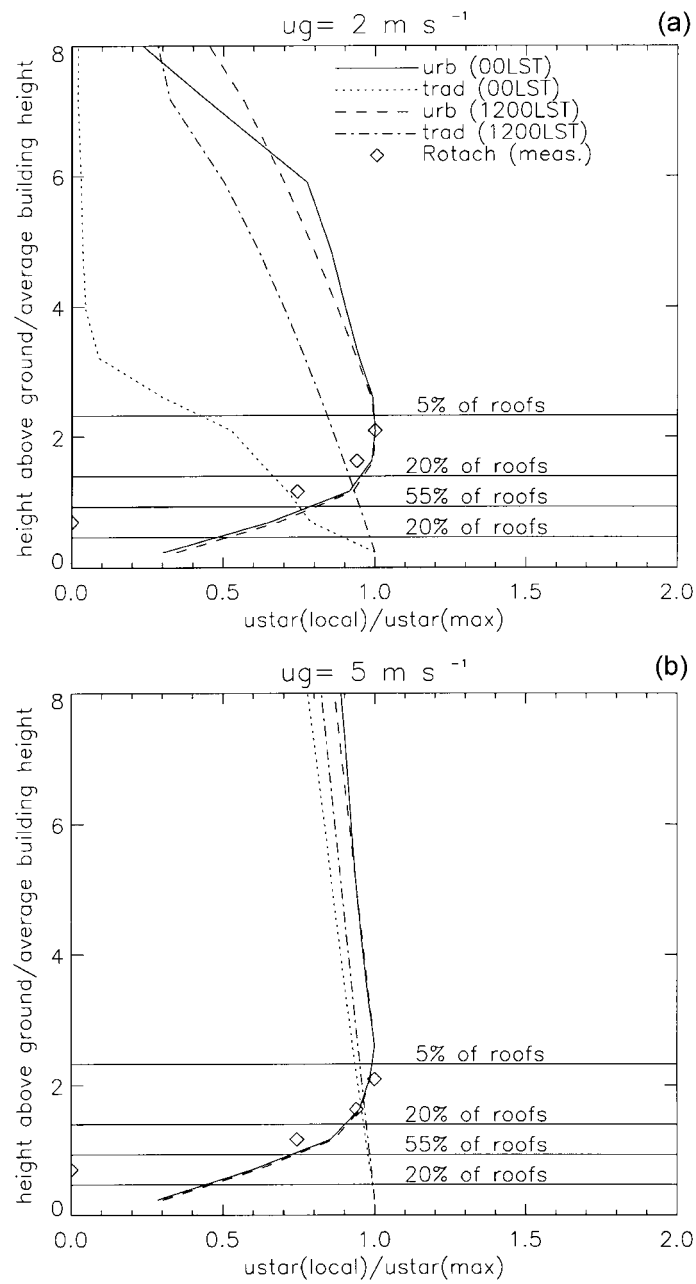 ug= 2 m s -1
(a)
urb (00LST)
trad (00LST)
urb (1200LST)
trad (1200LST)
Rotach (meas.)
height above ground/average building height
8
6
4
2
0
5% of roofs
20% of roofs
55% of roofs
20% of roofs
0.0 0.5 1.0 1.5 2.0
ustar(local)/ustar(max)
ug= 5 m s -1
(b)
height above ground/average building height
8
6
4
2
0
5% of roofs
20% of roofs
55% of roofs
20% of roofs
0.0 0.5 1.0 1.5 2.0
ustar(local)/ustar(max)